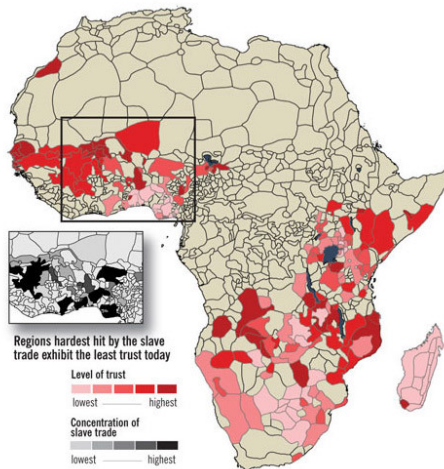 Regions hardest hit by the slave
trade exhibit the least trust today
Level of trust
lowest highest
Concentration of
slave trade
lowest highest